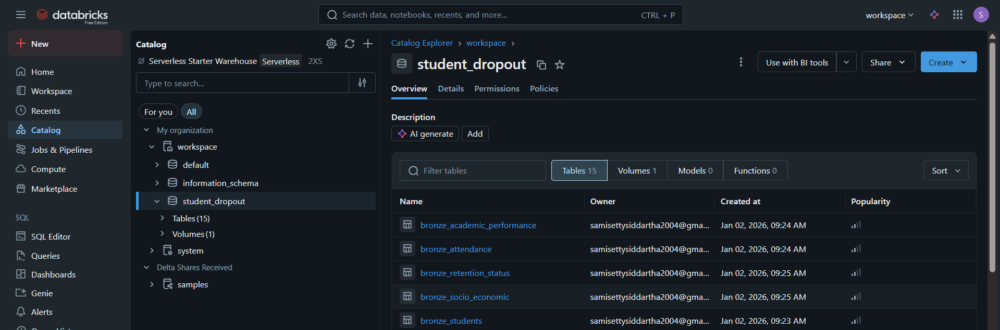 databricks
Free Edition
Search data, notebooks, recents, and more...
CTRL + P
workspace
S
New
Home
Workspace
Recents
Catalog
Jobs & Pipelines
Compute
Marketplace
SQL
SQL Editor
Queries
Dashboards
Genie
Alerts
Catalog
Serverless Starter Warehouse Serverless 2XS
Type to search...
For you All
My organization
workspace
default
information_schema
student_dropout
Tables (15)
Volumes (1)
system
Delta Shares Received
samples
Catalog Explorer › workspace ›
student_dropout
Use with BI tools
Share
Create
Overview Details Permissions Policies
Description
AI generate Add
Filter tables
Tables 15 Volumes 1 Models 0 Functions 0
Sort
Name Owner Created at Popularity
bronze_academic_performance samisettysiddartha2004@gma... Jan 02, 2026, 09:24 AM
bronze_attendance samisettysiddartha2004@gma... Jan 02, 2026, 09:24 AM
bronze_retention_status samisettysiddartha2004@gma... Jan 02, 2026, 09:25 AM
bronze_socio_economic samisettysiddartha2004@gma... Jan 02, 2026, 09:25 AM
bronze_students samisettysiddartha2004@gma... Jan 02, 2026, 09:23 AM